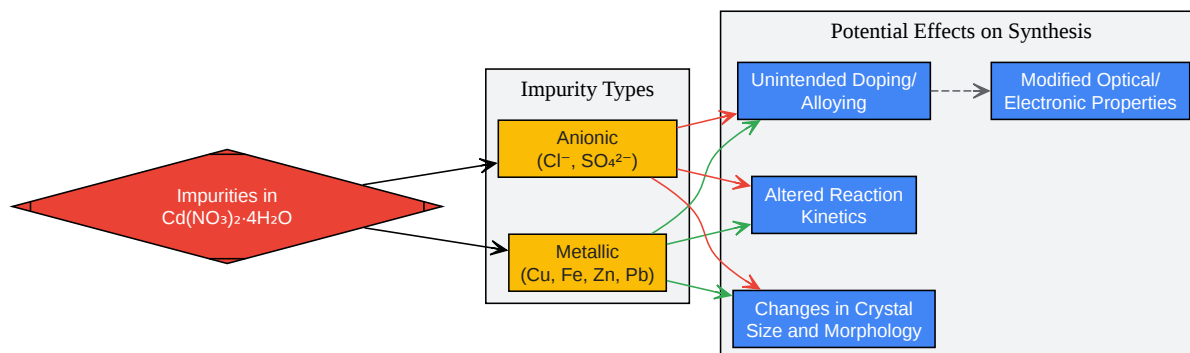 Impurities in
Cd(NO₃)₂·4H₂O
Impurity Types
Anionic
(Cl⁻, SO₄²⁻)
Metallic
(Cu, Fe, Zn, Pb)
Potential Effects on Synthesis
Unintended Doping/
Alloying
Modified Optical/
Electronic Properties
Altered Reaction
Kinetics
Changes in Crystal
Size and Morphology